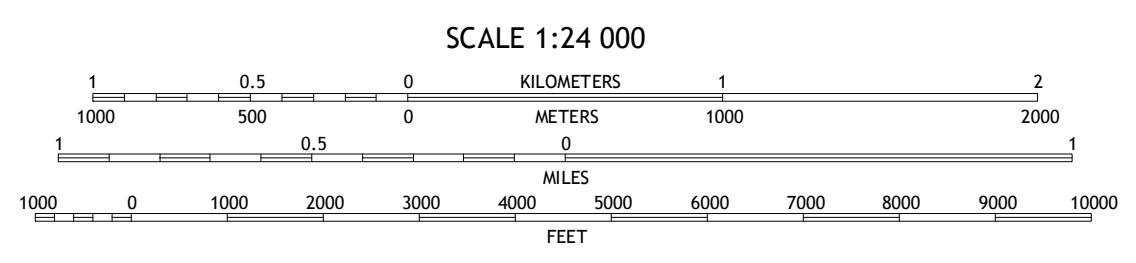 SCALE 1:24 000
1 0.5 0 KILOMETERS 1 2
1000 500 0 METERS 1000 2000
1 0.5 0 1
MILES
1000 0 1000 2000 3000 4000 5000 6000 7000 8000 9000 10000
FEET